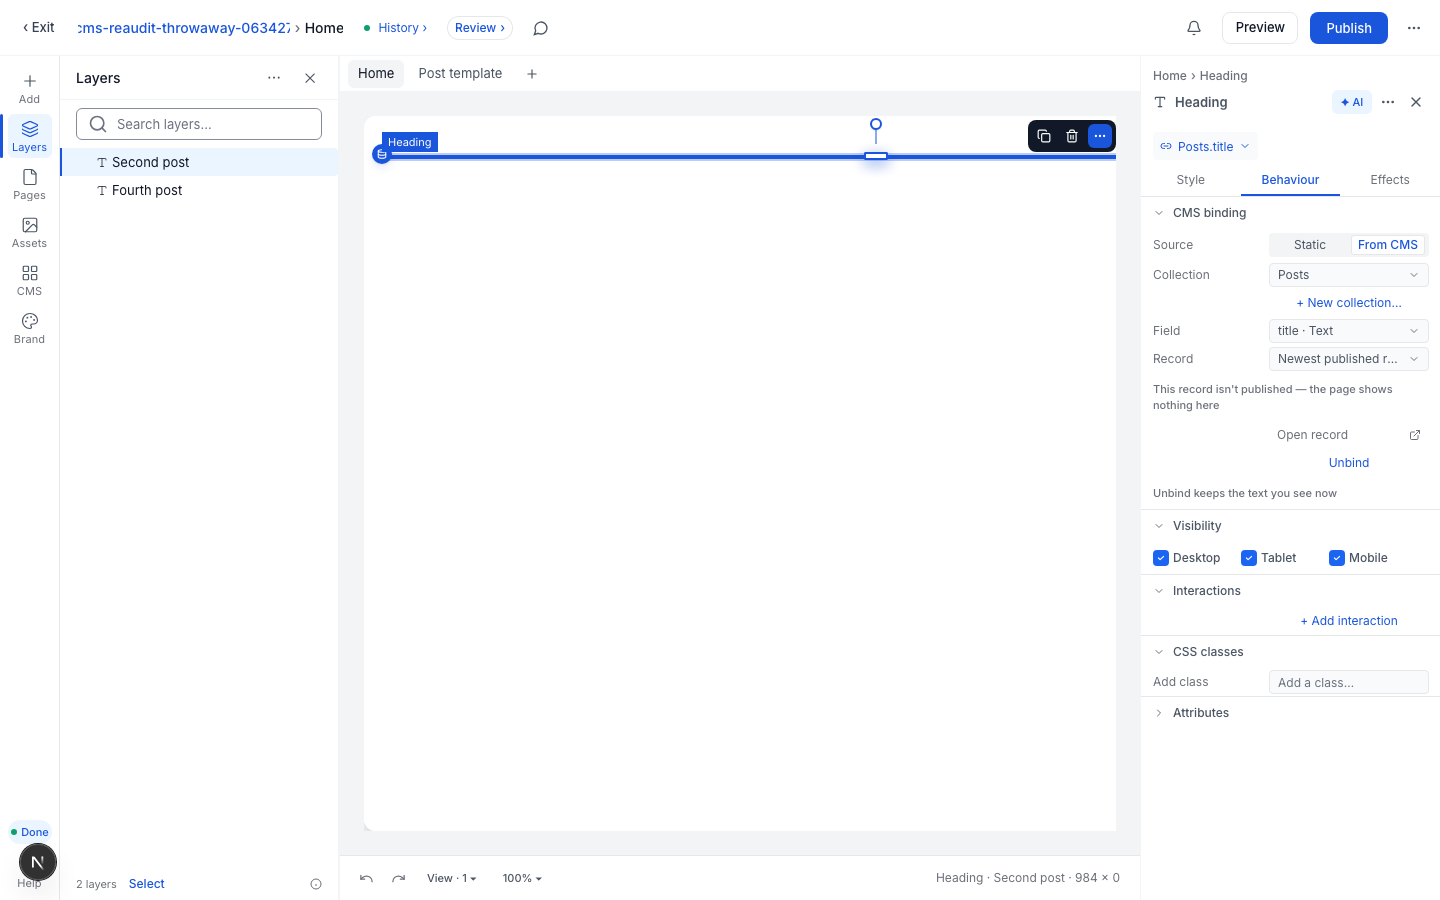 ‹ Exit
cms-reaudit-throwaway-063427 › Home
History ›
Review ›
Preview
Publish
Add
Layers
Pages
Assets
CMS
Brand
Done
N
Help
Layers
Search layers...
Second post
Fourth post
2 layers
Select
Home
Post template
Heading
View · 1
100%
Heading · Second post · 984 × 0
Home › Heading
Heading
AI
Posts.title
Style
Behaviour
Effects
CMS binding
Source
Static
From CMS
Collection
Posts
+ New collection...
Field
title · Text
Record
Newest published r...
This record isn't published — the page shows
nothing here
Open record
Unbind
Unbind keeps the text you see now
Visibility
Desktop
Tablet
Mobile
Interactions
+ Add interaction
CSS classes
Add class
Add a class...
Attributes